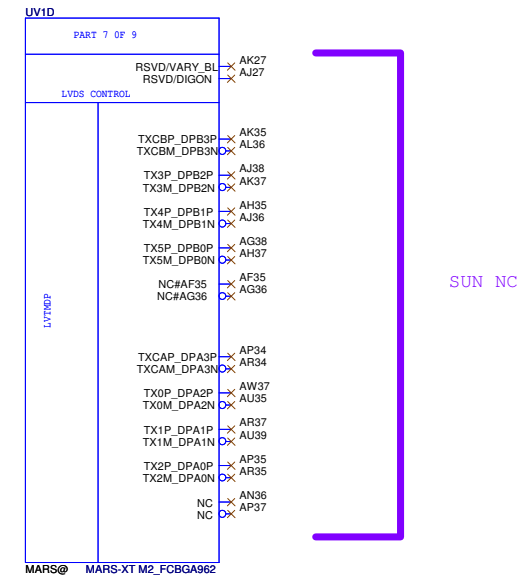 UV1D
PART 7 OF 9
RSVD/VARY_BL AK27
RSVD/DIGON AJ27
LVDS CONTROL
TXCBP_DPB3P AK35
TXCBM_DPB3N AL36
TX3P_DPB2P AJ38
TX3M_DPB2N AK37
TX4P_DPB1P AH35
TX4M_DPB1N AJ36
TX5P_DPB0P AG38
TX5M_DPB0N AH37
NC#AF35 AF35
NC#AG36 AG36
SUN NC
LVTMDP
TXCAP_DPA3P AP34
TXCAM_DPA3N AR34
TX0P_DPA2P AW37
TX0M_DPA2N AU35
TX1P_DPA1P AR37
TX1M_DPA1N AU39
TX2P_DPA0P AP35
TX2M_DPA0N AR35
NC AN36
NC AP37
MARS@ MARS-XT M2_FCBGA962